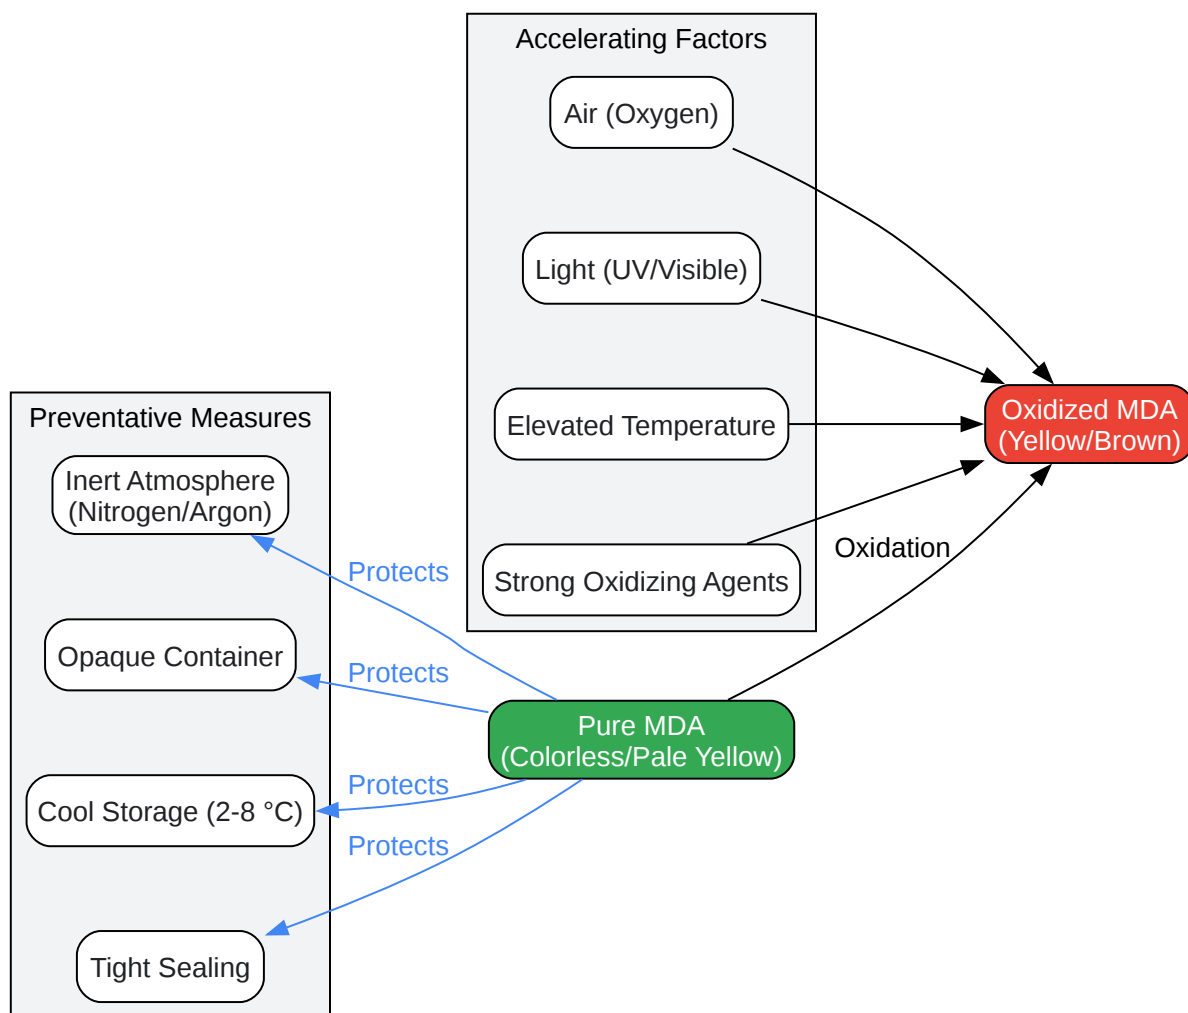 Accelerating Factors
Air (Oxygen)
Light (UV/Visible)
Elevated Temperature
Strong Oxidizing Agents
Oxidized MDA
(Yellow/Brown)
Oxidation
Preventative Measures
Inert Atmosphere
(Nitrogen/Argon)
Opaque Container
Cool Storage (2-8 °C)
Tight Sealing
Protects
Protects
Protects
Protects
Pure MDA
(Colorless/Pale Yellow)